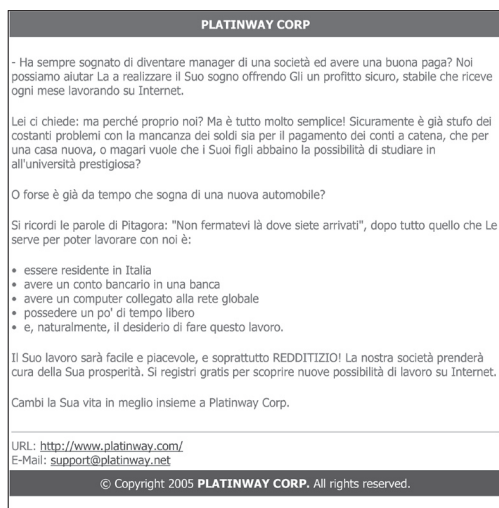 PLATINWAY CORP
- Ha sempre sognato di diventare manager di una società ed avere una buona paga? Noi
possiamo aiutar La a realizzare il Suo sogno offrendo Gli un profitto sicuro, stabile che riceve
ogni mese lavorando su Internet.
Lei ci chiede: ma perché proprio noi? Ma è tutto molto semplice! Sicuramente è già stufo dei
costanti problemi con la mancanza dei soldi sia per il pagamento dei conti a catena, che per
una casa nuova, o magari vuole che i Suoi figli abbaino la possibilità di studiare in
all'università prestigiosa?
O forse è già da tempo che sogna di una nuova automobile?
Si ricordi le parole di Pitagora: "Non fermatevi là dove siete arrivati", dopo tutto quello che Le
serve per poter lavorare con noi è:
• essere residente in Italia
• avere un conto bancario in una banca
• avere un computer collegato alla rete globale
• possedere un po' di tempo libero
• e, naturalmente, il desiderio di fare questo lavoro.
Il Suo lavoro sarà facile e piacevole, e soprattutto REDDITIZIO! La nostra società prenderà
cura della Sua prosperità. Si registri gratis per scoprire nuove possibilità di lavoro su Internet.
Cambi la Sua vita in meglio insieme a Platinway Corp.
URL: http://www.platinway.com/
E-Mail: support@platinway.net
© Copyright 2005 PLATINWAY CORP. All rights reserved.